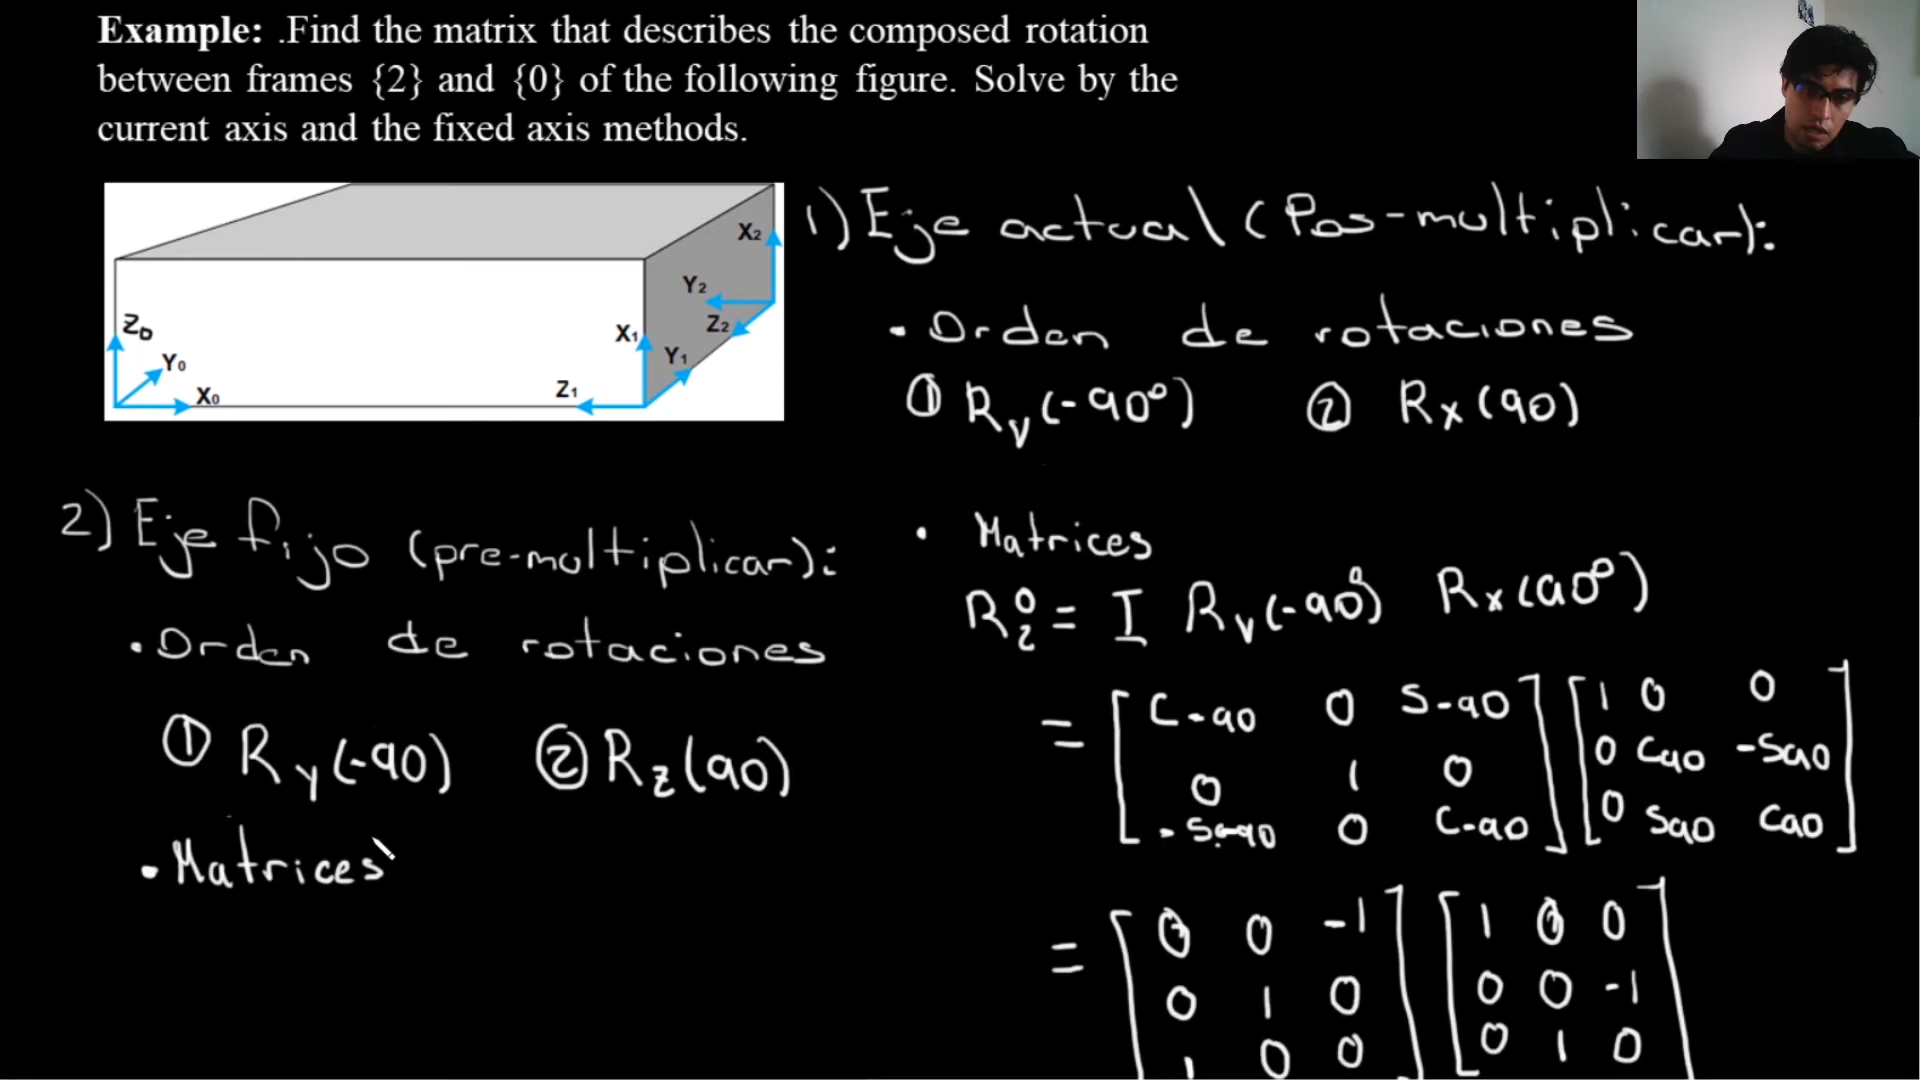 Example: .Find the matrix that describes the composed rotation
between frames {2} and {0} of the following figure. Solve by the
current axis and the fixed axis methods.
Z0
Y0
X0
X1
Y1
Z1
X2
Y2
Z2
1) Eje actual (Pos-multiplicar):
• Orden de rotaciones
① Ry(-90°) ② Rx(90)
• Matrices
R⁰₂ = I Ry(-90°) Rx(90°)
= [ C-90 0 S-90 ] [ 1 0 0 ]
0 1 0 0 C90 -S90
-S-90 0 C-90 0 S90 C90
= [ 0 0 -1 ] [ 1 0 0 ]
0 1 0 0 0 -1
1 0 0 0 1 0
2) Eje fijo (pre-multiplicar):
• Orden de rotaciones
① Ry(-90) ② Rz(90)
• Matrices